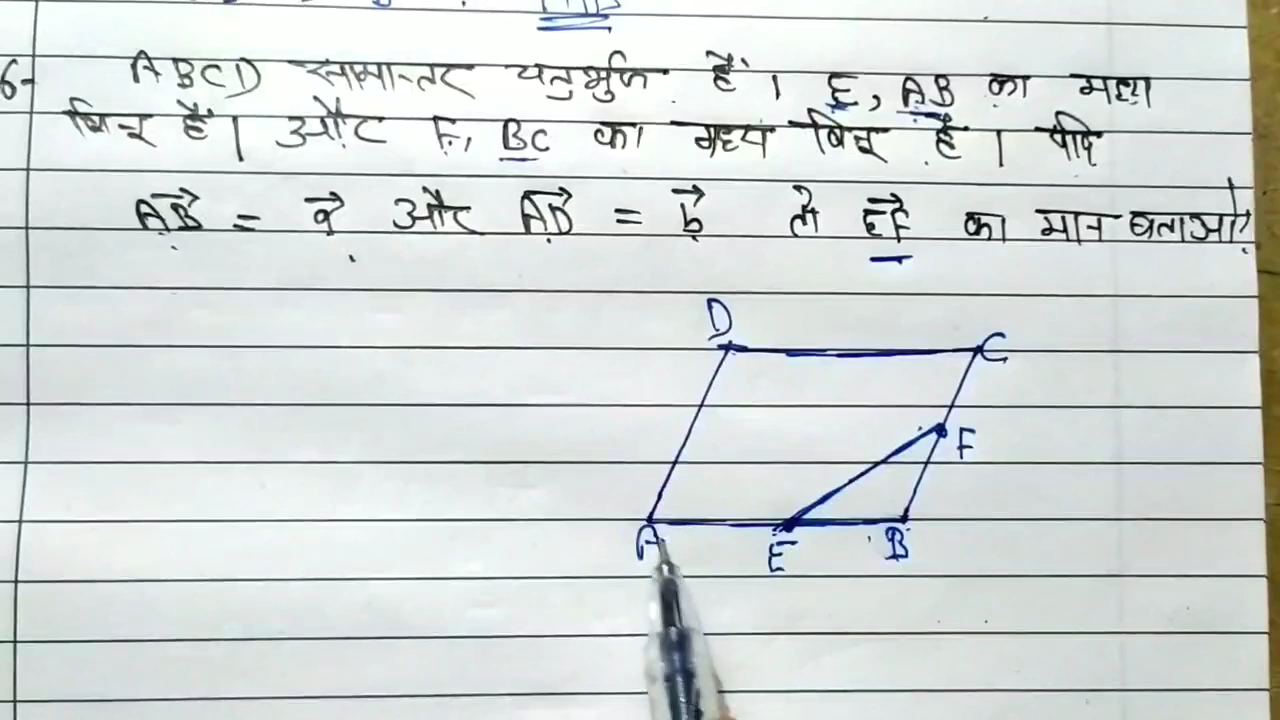 6- ABCD समान्तर चतुर्भुज हैं। E, AB का मध्य
बिन्दु हैं। और F, BC का मध्य बिन्दु है। यदि
AB→ = a→ और AD→ = b→ तो EF→ का मान बताओ?
D
C
F
A
E
B